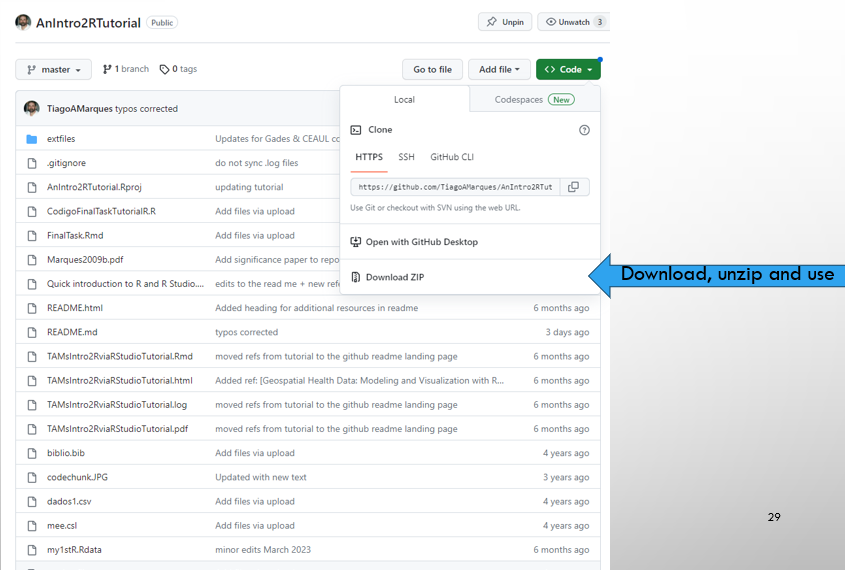 AnIntro2RTutorial Public Unpin Unwatch 3
master 1 branch 0 tags Go to file Add file Code
TiagoAMarques typos corrected
Local Codespaces New
Clone
HTTPS SSH GitHub CLI
https://github.com/TiagoAMarques/AnIntro2RTut
Use Git or checkout with SVN using the web URL.
Open with GitHub Desktop
Download ZIP
Download, unzip and use
extfiles Updates for Gades & CEAUL co
.gitignore do not sync .log files
AnIntro2RTutorial.Rproj updating tutorial
CodigoFinalTaskTutorialR.R Add files via upload
FinalTask.Rmd Add files via upload
Marques2009b.pdf Add significance paper to repo
Quick introduction to R and R Studio.... edits to the read me + new refe
README.html Added heading for additional resources in readme 6 months ago
README.md typos corrected 3 days ago
TAMsIntro2RviaRStudioTutorial.Rmd moved refs from tutorial to the github readme landing page 6 months ago
TAMsIntro2RviaRStudioTutorial.html Added ref: [Geospatial Health Data: Modeling and Visualization with R... 6 months ago
TAMsIntro2RviaRStudioTutorial.log moved refs from tutorial to the github readme landing page 6 months ago
TAMsIntro2RviaRStudioTutorial.pdf moved refs from tutorial to the github readme landing page 6 months ago
biblio.bib Add files via upload 4 years ago
codechunk.JPG Updated with new text 3 years ago
dados1.csv Add files via upload 4 years ago
mee.csl Add files via upload 4 years ago
my1stR.Rdata minor edits March 2023 6 months ago
29